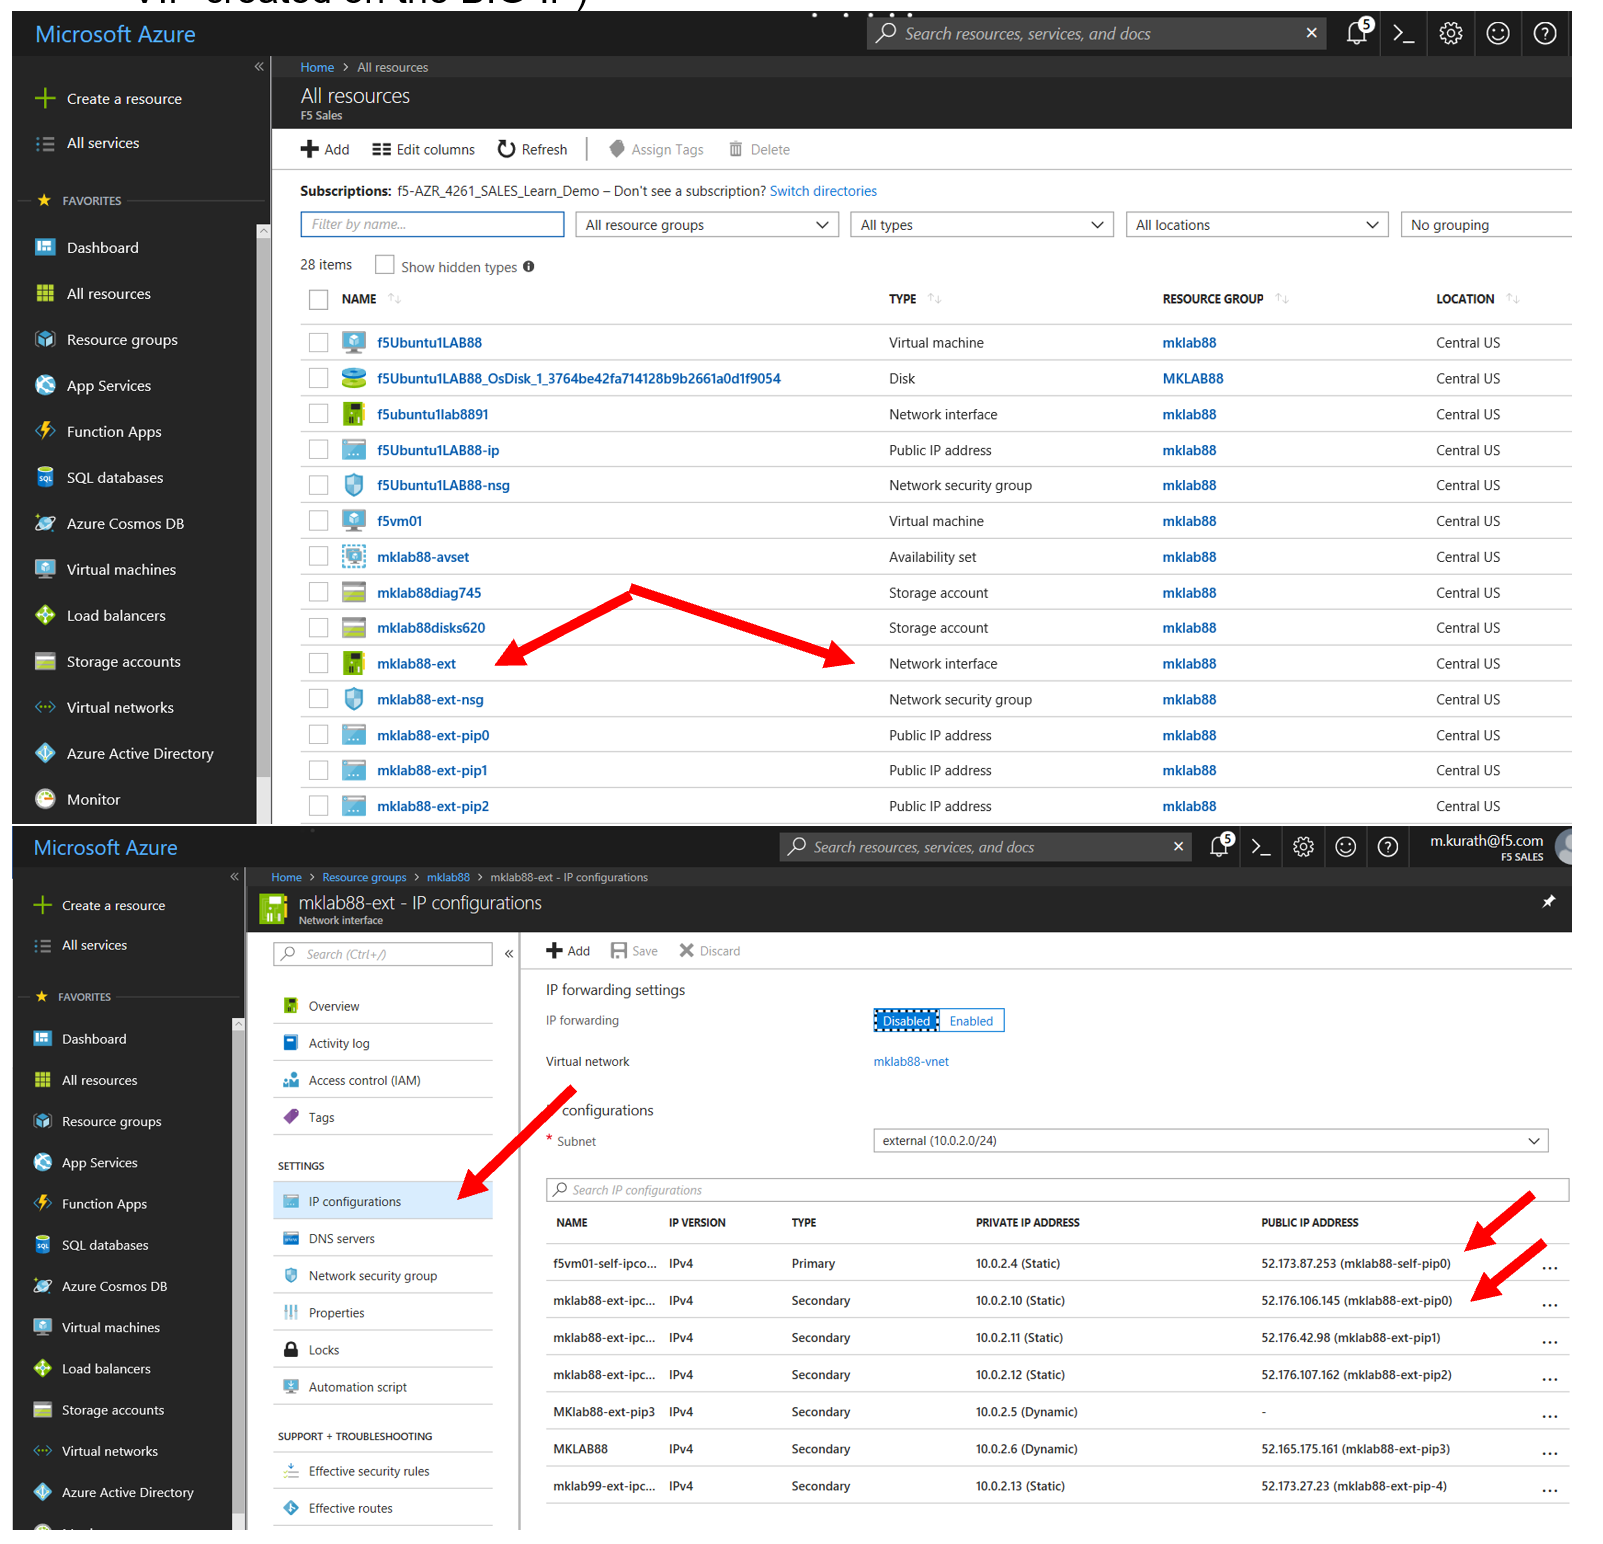 VIP created on the BIG-IP)
Microsoft Azure
Search resources, services, and docs
5
Home > All resources
Create a resource
All resources
F5 Sales
All services
Add Edit columns Refresh Assign Tags Delete
Subscriptions: f5-AZR_4261_SALES_Learn_Demo – Don't see a subscription? Switch directories
FAVORITES
Filter by name... All resource groups All types All locations No grouping
Dashboard
28 items Show hidden types
All resources
NAME TYPE RESOURCE GROUP LOCATION
Resource groups
f5Ubuntu1LAB88 Virtual machine mklab88 Central US
App Services
f5Ubuntu1LAB88_OsDisk_1_3764be42fa714128b9b2661a0d1f9054 Disk MKLAB88 Central US
f5ubuntu1lab8891 Network interface mklab88 Central US
Function Apps
f5Ubuntu1LAB88-ip Public IP address mklab88 Central US
SQL databases
f5Ubuntu1LAB88-nsg Network security group mklab88 Central US
Azure Cosmos DB
f5vm01 Virtual machine mklab88 Central US
mklab88-avset Availability set mklab88 Central US
Virtual machines
mklab88diag745 Storage account mklab88 Central US
Load balancers
mklab88disks620 Storage account mklab88 Central US
Storage accounts
mklab88-ext Network interface mklab88 Central US
mklab88-ext-nsg Network security group mklab88 Central US
Virtual networks
mklab88-ext-pip0 Public IP address mklab88 Central US
Azure Active Directory
mklab88-ext-pip1 Public IP address mklab88 Central US
Monitor
mklab88-ext-pip2 Public IP address mklab88 Central US
Microsoft Azure
Search resources, services, and docs
5
m.kurath@f5.com
F5 SALES
Home > Resource groups > mklab88 > mklab88-ext - IP configurations
Create a resource
mklab88-ext - IP configurations
Network interface
All services
FAVORITES
Dashboard
All resources
Resource groups
App Services
Function Apps
SQL databases
Azure Cosmos DB
Virtual machines
Load balancers
Storage accounts
Virtual networks
Azure Active Directory
Search (Ctrl+/)
Overview
Activity log
Access control (IAM)
Tags
SETTINGS
IP configurations
DNS servers
Network security group
Properties
Locks
Automation script
SUPPORT + TROUBLESHOOTING
Effective security rules
Effective routes
Add Save Discard
IP forwarding settings
IP forwarding Disabled Enabled
Virtual network mklab88-vnet
configurations
* Subnet external (10.0.2.0/24)
Search IP configurations
NAME IP VERSION TYPE PRIVATE IP ADDRESS PUBLIC IP ADDRESS
f5vm01-self-ipco... IPv4 Primary 10.0.2.4 (Static) 52.173.87.253 (mklab88-self-pip0) ...
mklab88-ext-ipc... IPv4 Secondary 10.0.2.10 (Static) 52.176.106.145 (mklab88-ext-pip0) ...
mklab88-ext-ipc... IPv4 Secondary 10.0.2.11 (Static) 52.176.42.98 (mklab88-ext-pip1) ...
mklab88-ext-ipc... IPv4 Secondary 10.0.2.12 (Static) 52.176.107.162 (mklab88-ext-pip2) ...
MKlab88-ext-pip3 IPv4 Secondary 10.0.2.5 (Dynamic) - ...
MKLAB88 IPv4 Secondary 10.0.2.6 (Dynamic) 52.165.175.161 (mklab88-ext-pip3) ...
mklab99-ext-ipc... IPv4 Secondary 10.0.2.13 (Static) 52.173.27.23 (mklab88-ext-pip-4) ...